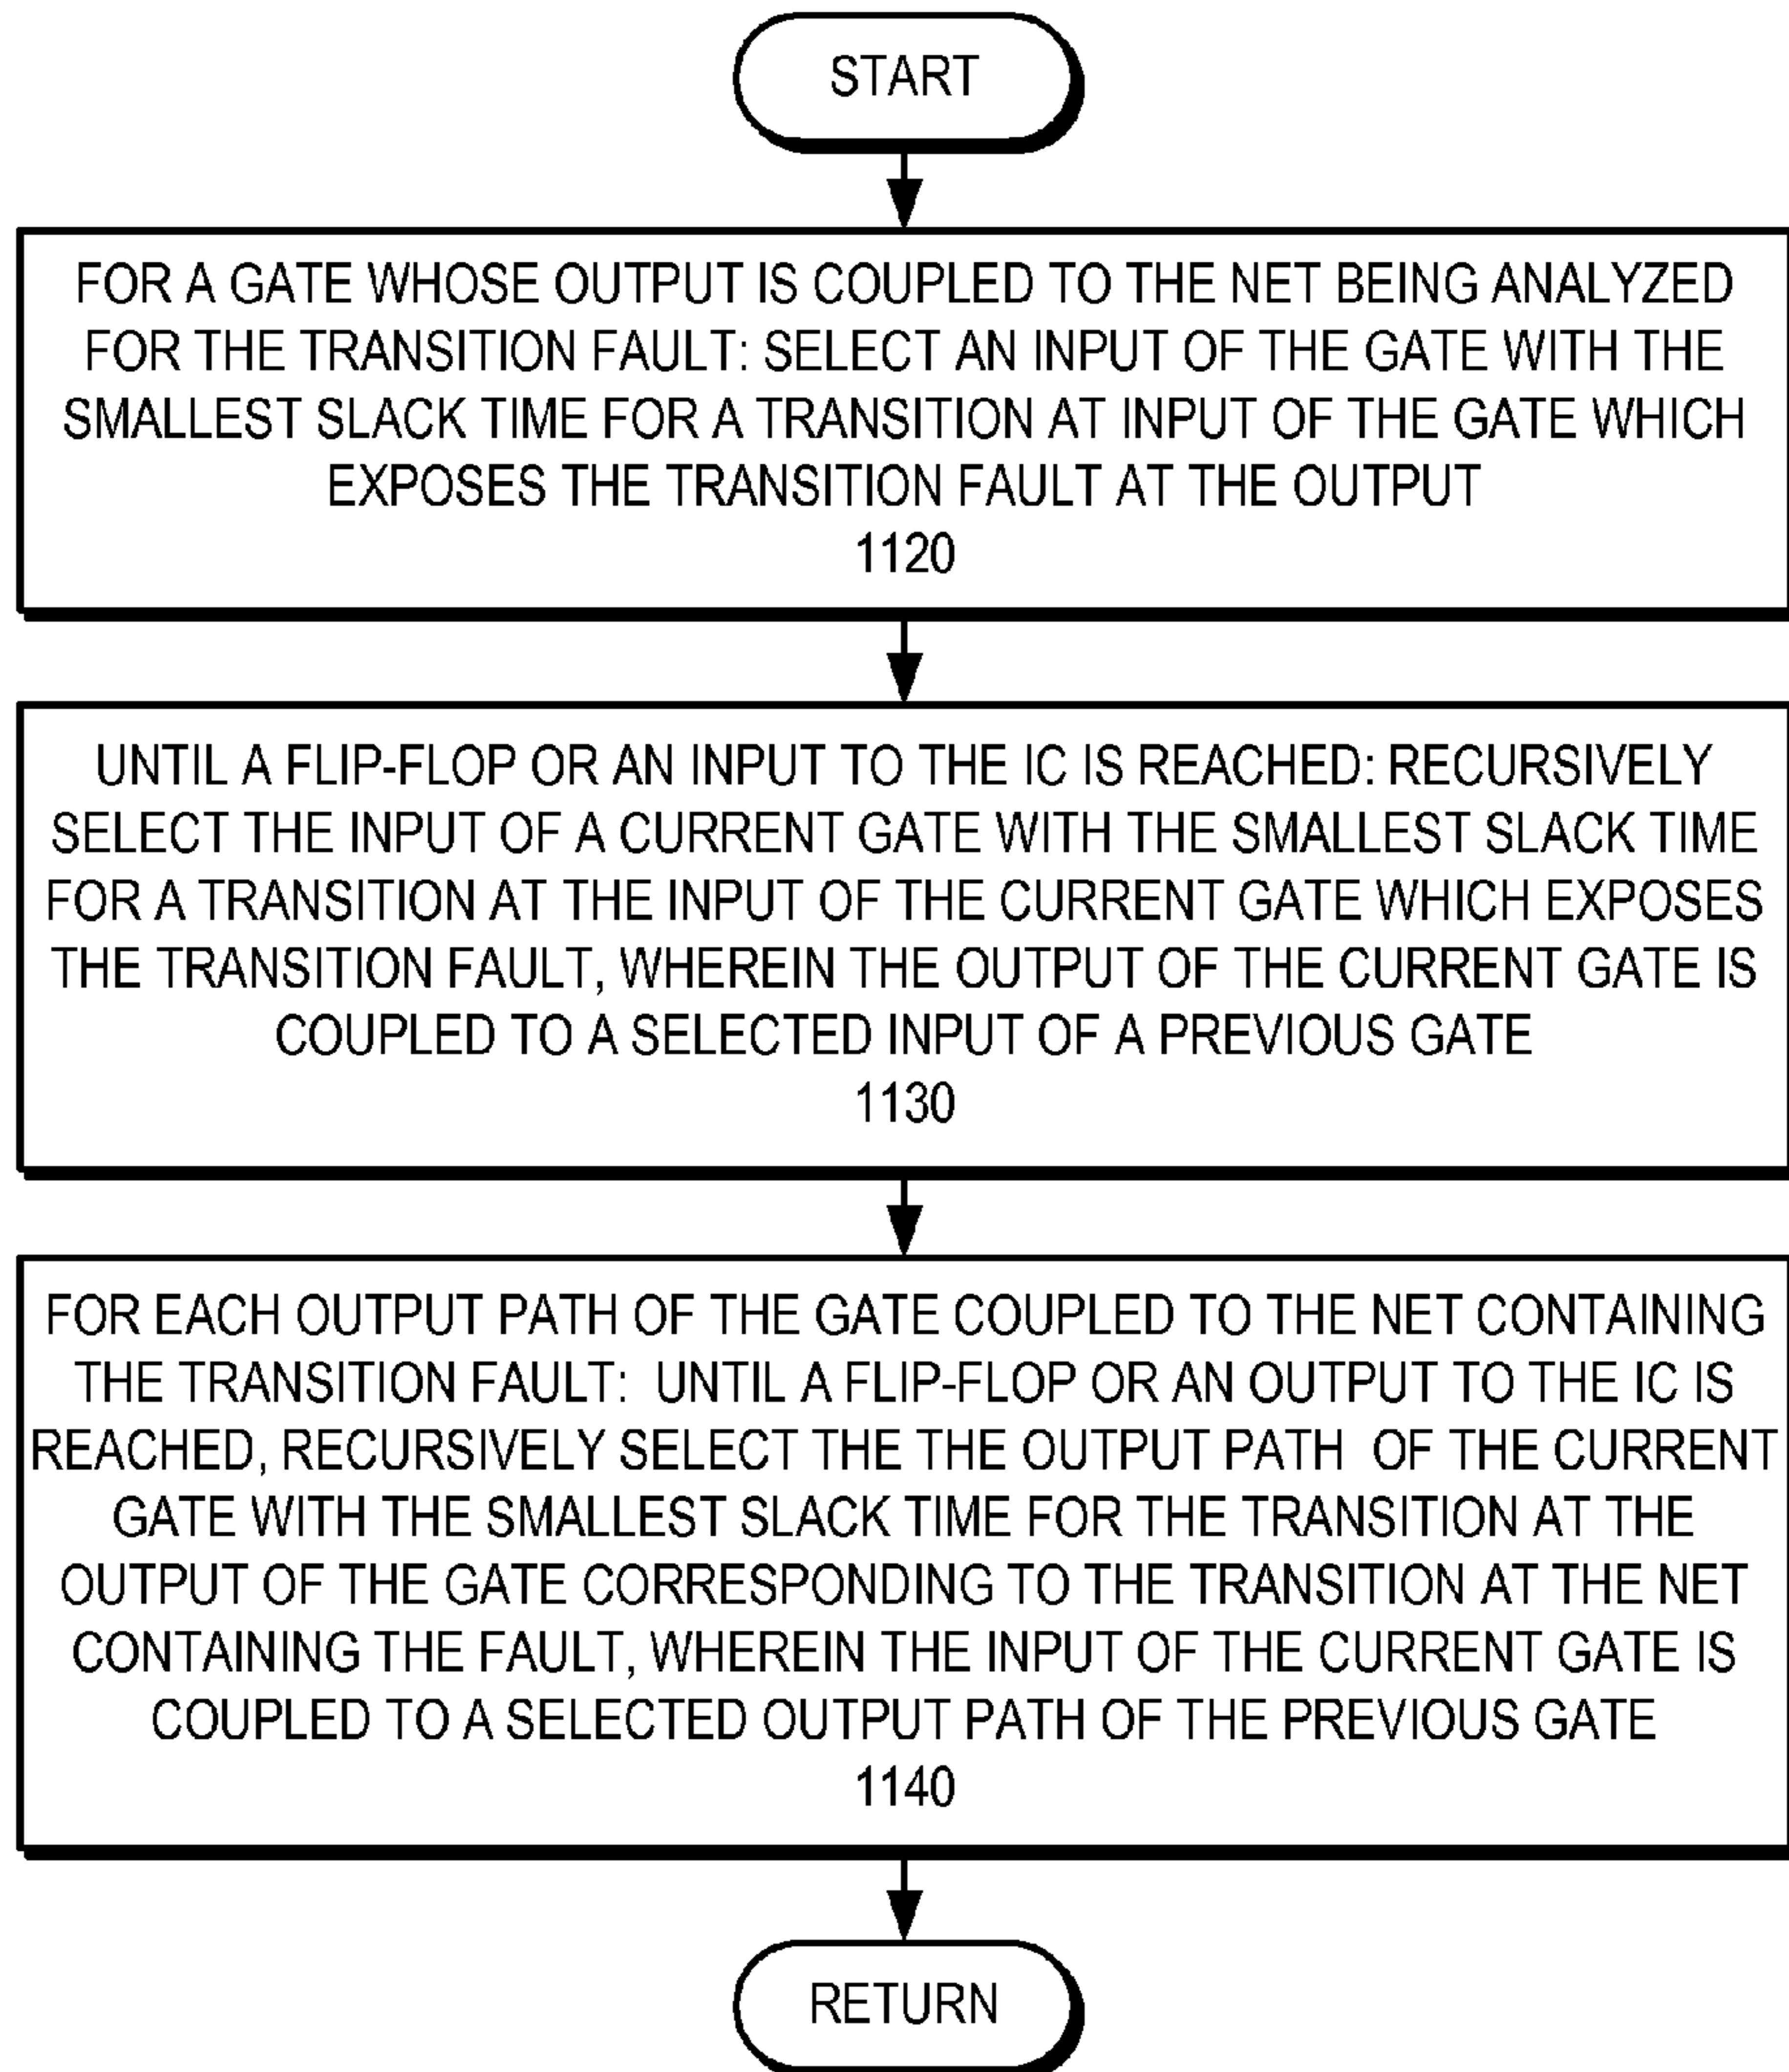 START
FOR A GATE WHOSE OUTPUT IS COUPLED TO THE NET BEING ANALYZED
FOR THE TRANSITION FAULT: SELECT AN INPUT OF THE GATE WITH THE
SMALLEST SLACK TIME FOR A TRANSITION AT INPUT OF THE GATE WHICH
EXPOSES THE TRANSITION FAULT AT THE OUTPUT
1120
UNTIL A FLIP-FLOP OR AN INPUT TO THE IC IS REACHED: RECURSIVELY
SELECT THE INPUT OF A CURRENT GATE WITH THE SMALLEST SLACK TIME
FOR A TRANSITION AT THE INPUT OF THE CURRENT GATE WHICH EXPOSES
THE TRANSITION FAULT, WHEREIN THE OUTPUT OF THE CURRENT GATE IS
COUPLED TO A SELECTED INPUT OF A PREVIOUS GATE
1130
FOR EACH OUTPUT PATH OF THE GATE COUPLED TO THE NET CONTAINING
THE TRANSITION FAULT: UNTIL A FLIP-FLOP OR AN OUTPUT TO THE IC IS
REACHED, RECURSIVELY SELECT THE THE OUTPUT PATH OF THE CURRENT
GATE WITH THE SMALLEST SLACK TIME FOR THE TRANSITION AT THE
OUTPUT OF THE GATE CORRESPONDING TO THE TRANSITION AT THE NET
CONTAINING THE FAULT, WHEREIN THE INPUT OF THE CURRENT GATE IS
COUPLED TO A SELECTED OUTPUT PATH OF THE PREVIOUS GATE
1140
RETURN